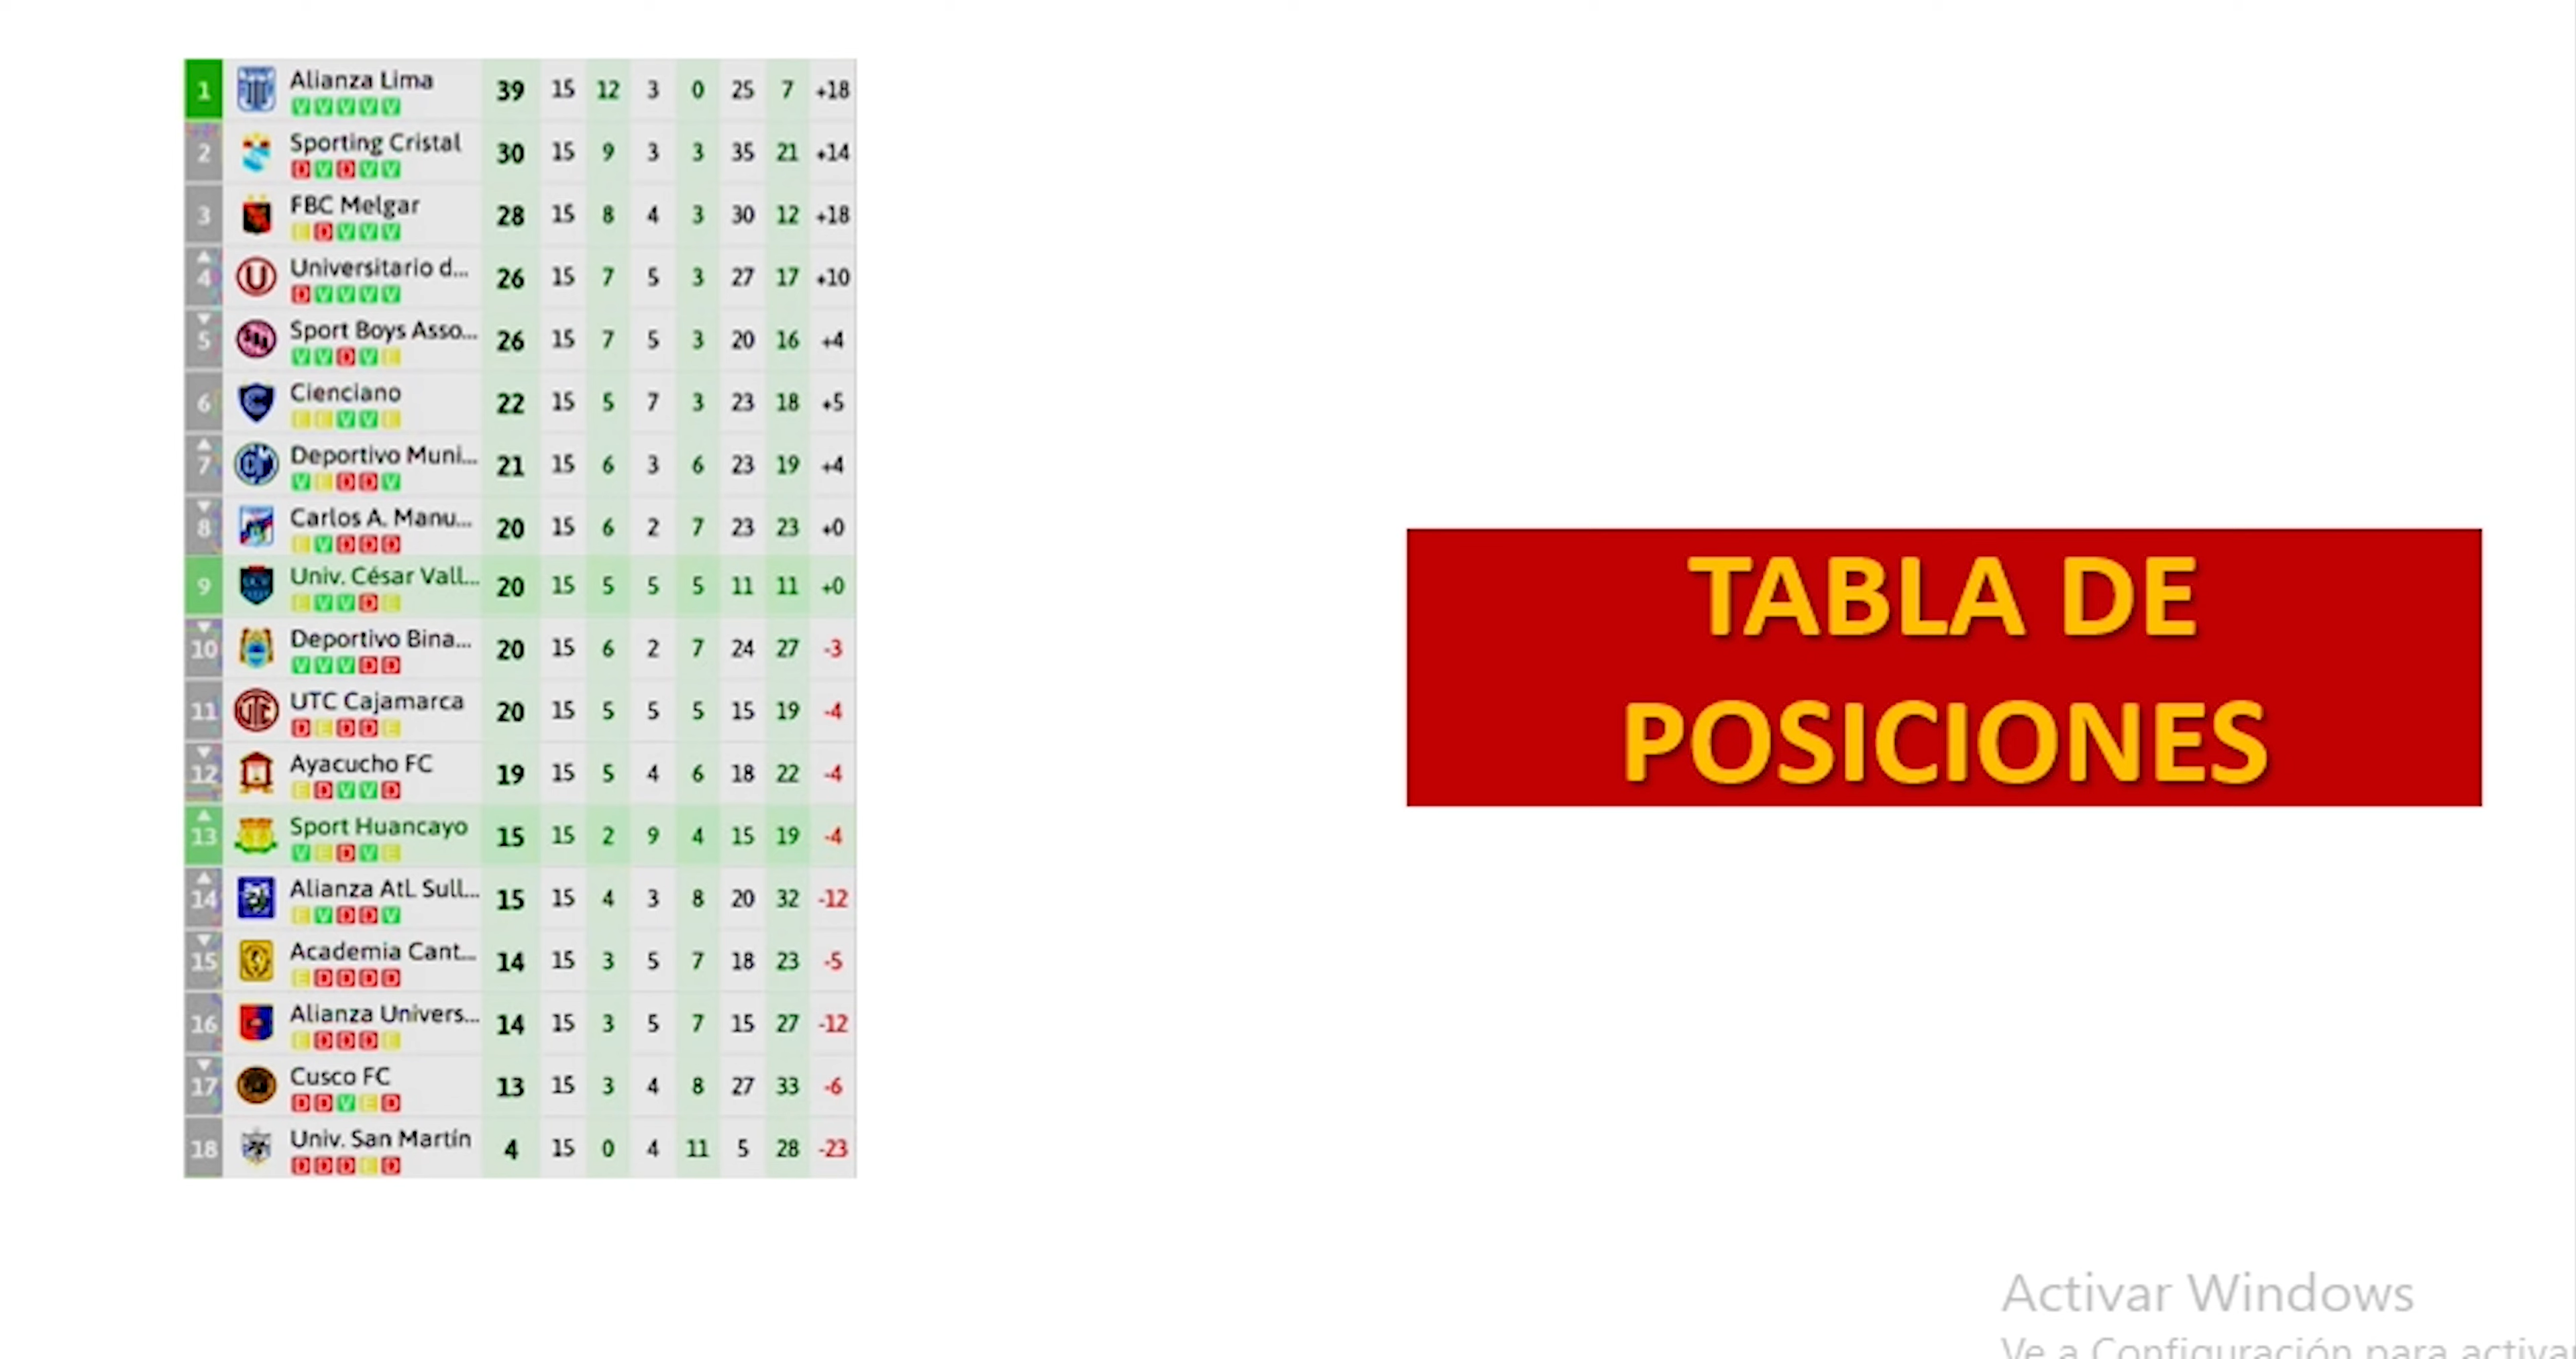 1 Alianza Lima 39 15 12 3 0 25 7 +18
V V V V V
2 Sporting Cristal 30 15 9 3 3 35 21 +14
D V D V V
3 FBC Melgar 28 15 8 4 3 30 12 +18
E D V V V
4 Universitario d... 26 15 7 5 3 27 17 +10
D V V V V
5 Sport Boys Asso... 26 15 7 5 3 20 16 +4
V V D V E
6 Cienciano 22 15 5 7 3 23 18 +5
E E V V E
7 Deportivo Muni... 21 15 6 3 6 23 19 +4
V E D D V
8 Carlos A. Manu... 20 15 6 2 7 23 23 +0
E V D D D
9 Univ. César Vall... 20 15 5 5 5 11 11 +0
E V V D E
10 Deportivo Bina... 20 15 6 2 7 24 27 -3
V V V D D
11 UTC Cajamarca 20 15 5 5 5 15 19 -4
D E D D E
12 Ayacucho FC 19 15 5 4 6 18 22 -4
E D V V D
13 Sport Huancayo 15 15 2 9 4 15 19 -4
V E D V E
14 Alianza Atl. Sull... 15 15 4 3 8 20 32 -12
E V D D V
15 Academia Cant... 14 15 3 5 7 18 23 -5
E D D D D
16 Alianza Univers... 14 15 3 5 7 15 27 -12
E D D D E
17 Cusco FC 13 15 3 4 8 27 33 -6
D D V E D
18 Univ. San Martín 4 15 0 4 11 5 28 -23
D D D E D
TABLA DE
POSICIONES
Activar Windows
Ve a Configuración para activa